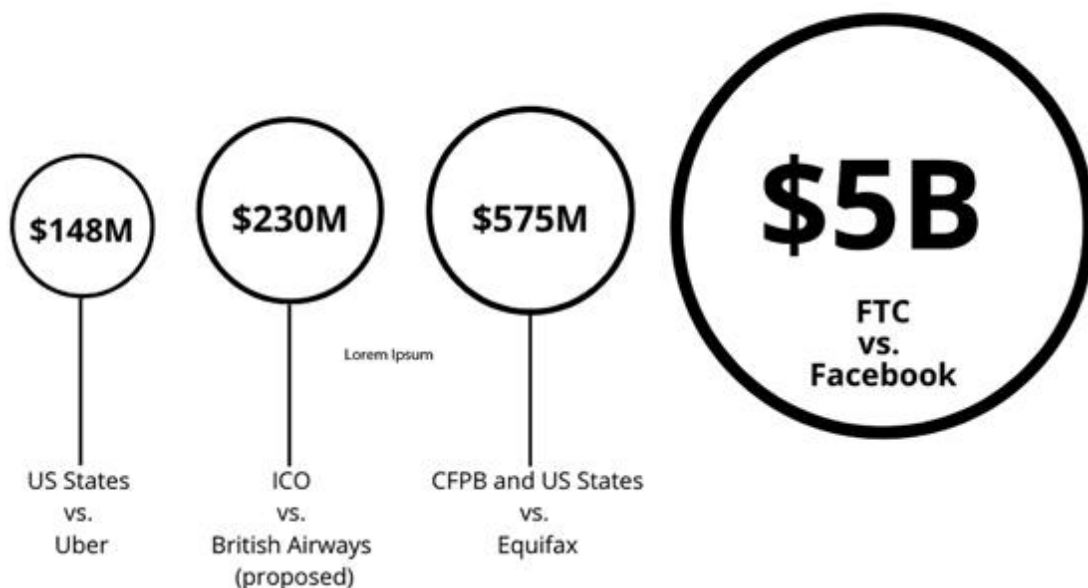 $148M
US States
vs.
Uber
$230M
ICO
vs.
British Airways
(proposed)
Lorem Ipsum
$575M
CFPB and US States
vs.
Equifax
$5B
FTC
vs.
Facebook